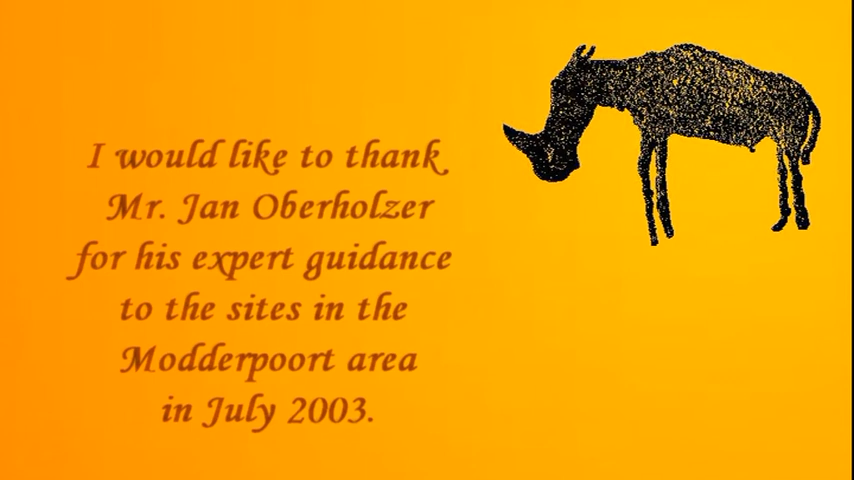 I would like to thank
Mr. Jan Oberholzer
for his expert guidance
to the sites in the
Modderpoort area
in July 2003.